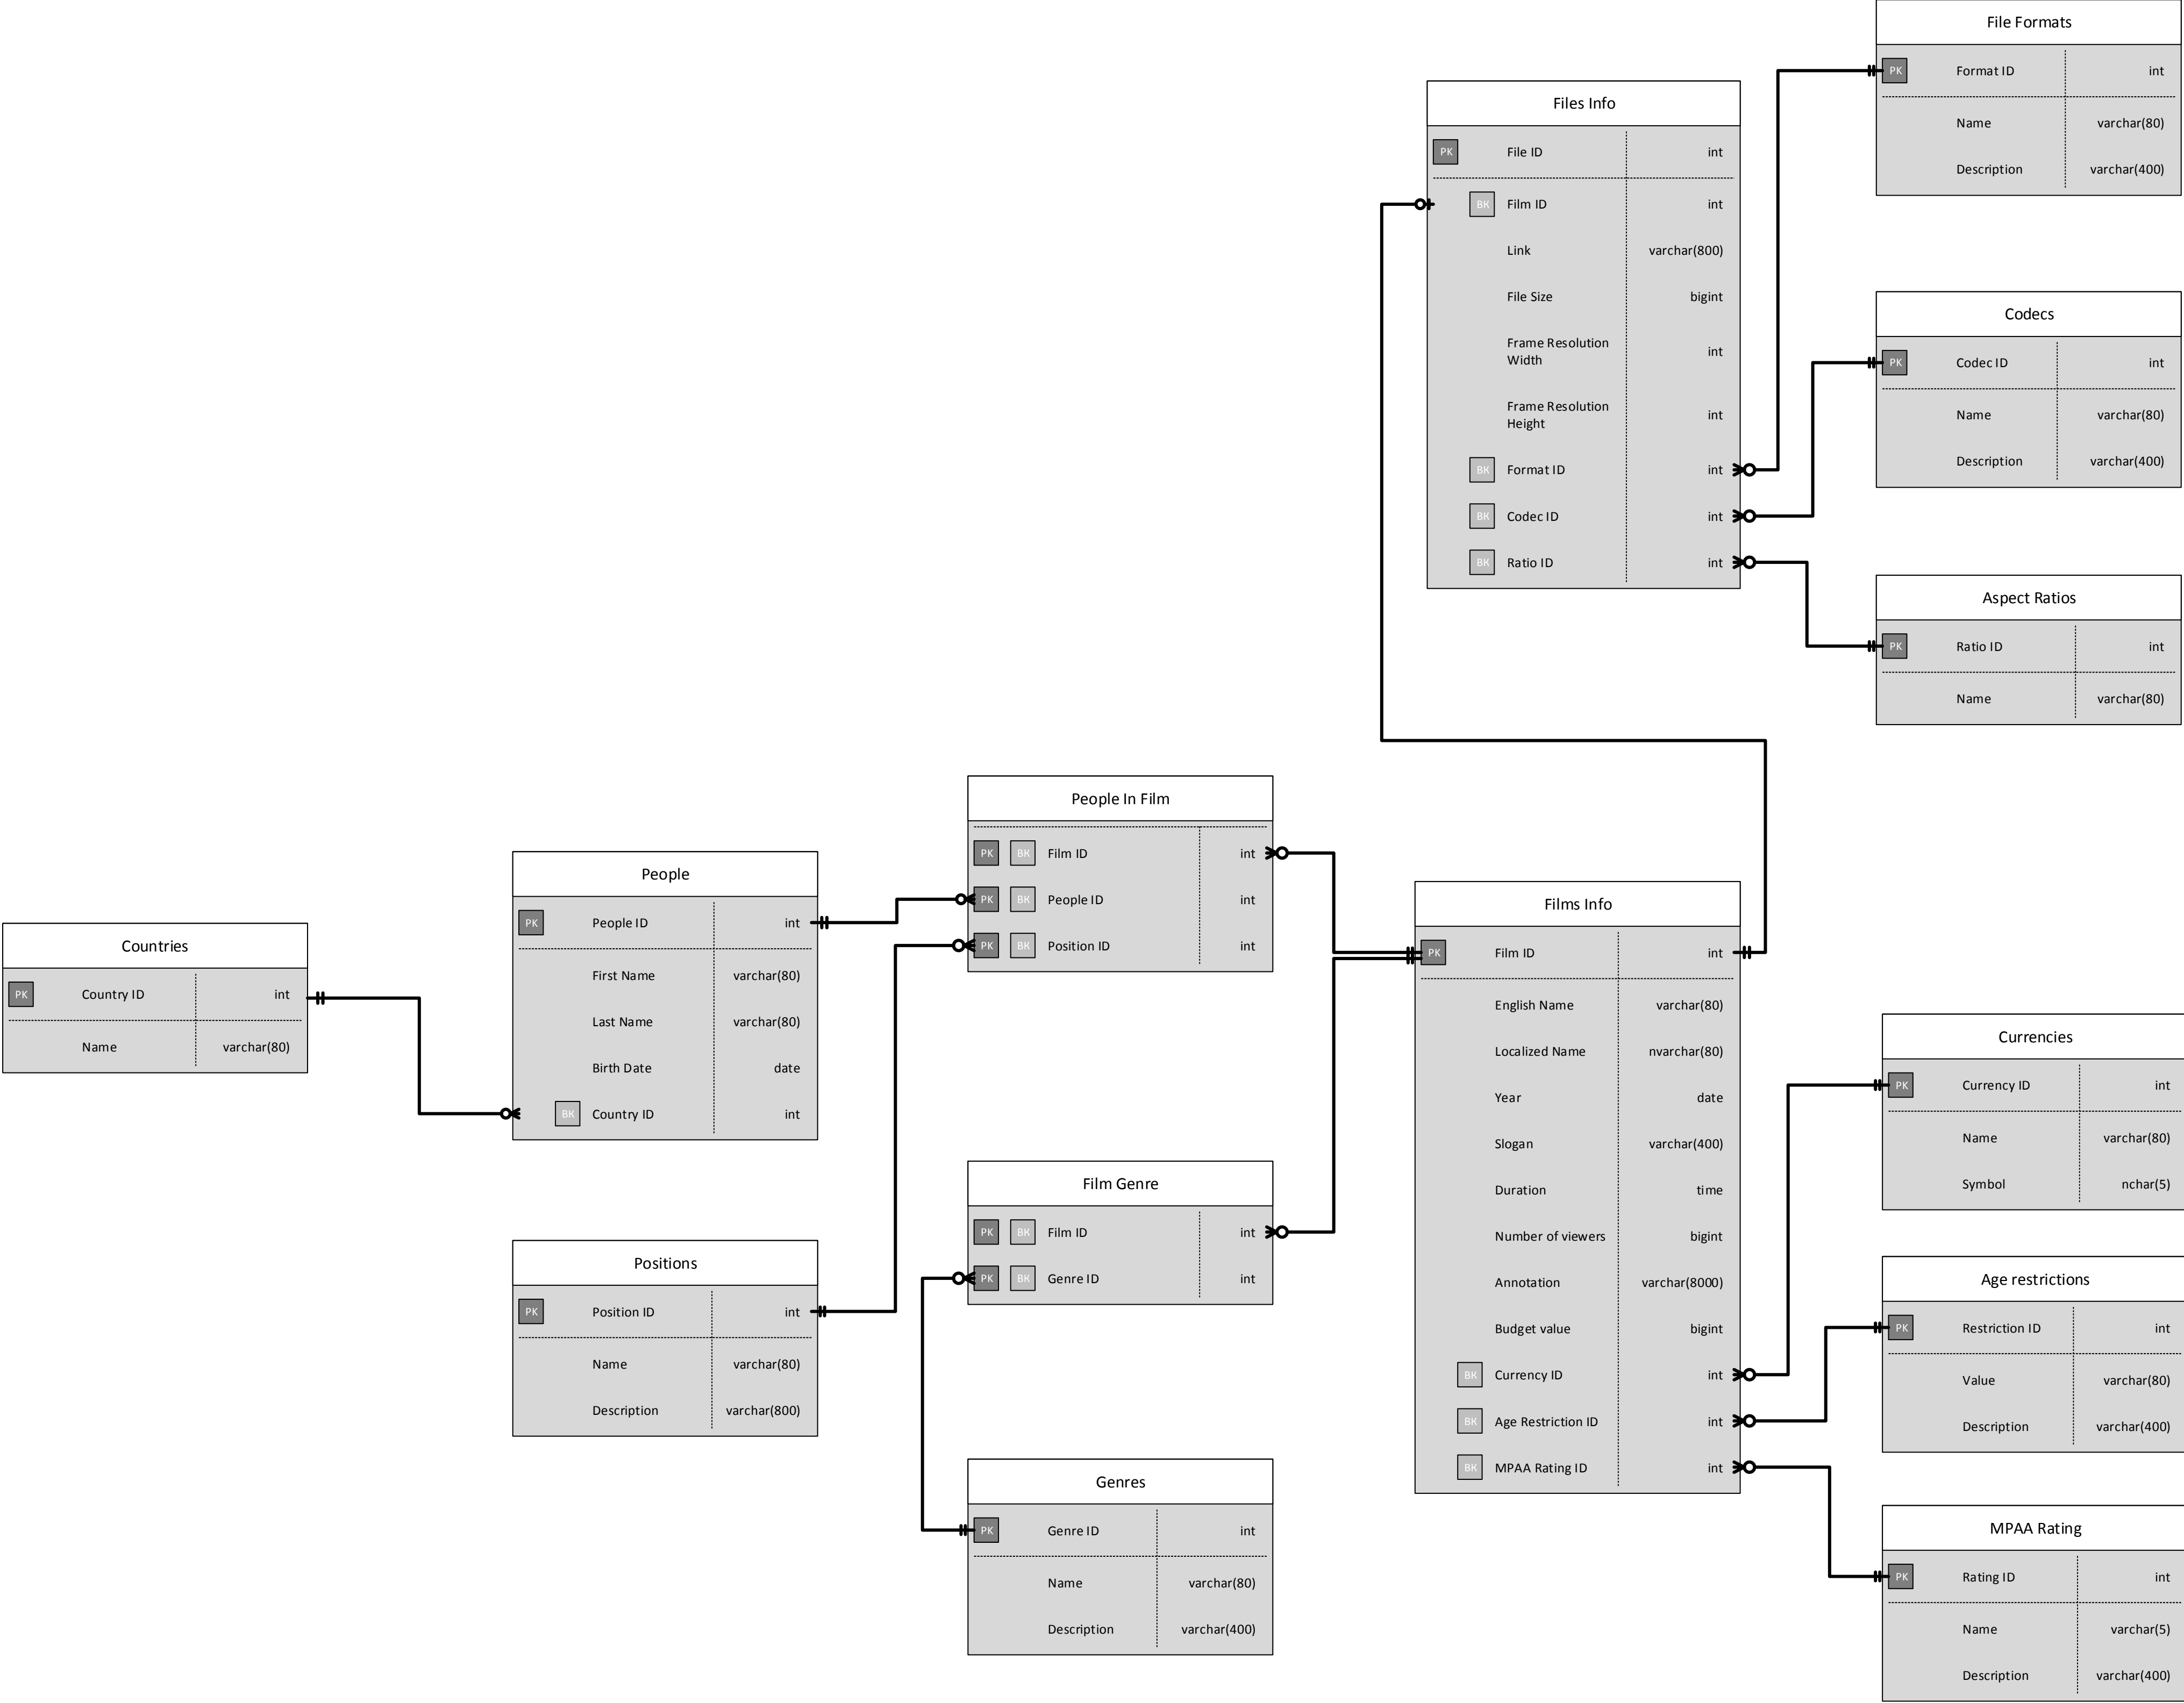 File Formats
PK Format ID int
Name varchar(80)
Description varchar(400)
Files Info
PK File ID int
BK Film ID int
Link varchar(800)
File Size bigint
Frame Resolution
Width int
Frame Resolution
Height int
BK Format ID int
BK Codec ID int
BK Ratio ID int
Codecs
PK Codec ID int
Name varchar(80)
Description varchar(400)
Aspect Ratios
PK Ratio ID int
Name varchar(80)
People In Film
PK BK Film ID int
PK BK People ID int
PK BK Position ID int
People
PK People ID int
First Name varchar(80)
Last Name varchar(80)
Birth Date date
BK Country ID int
Countries
PK Country ID int
Name varchar(80)
Films Info
PK Film ID int
English Name varchar(80)
Localized Name nvarchar(80)
Year date
Slogan varchar(400)
Duration time
Number of viewers bigint
Annotation varchar(8000)
Budget value bigint
BK Currency ID int
BK Age Restriction ID int
BK MPAA Rating ID int
Film Genre
PK BK Film ID int
PK BK Genre ID int
Positions
PK Position ID int
Name varchar(80)
Description varchar(800)
Genres
PK Genre ID int
Name varchar(80)
Description varchar(400)
Currencies
PK Currency ID int
Name varchar(80)
Symbol nchar(5)
Age restrictions
PK Restriction ID int
Value varchar(80)
Description varchar(400)
MPAA Rating
PK Rating ID int
Name varchar(5)
Description varchar(400)